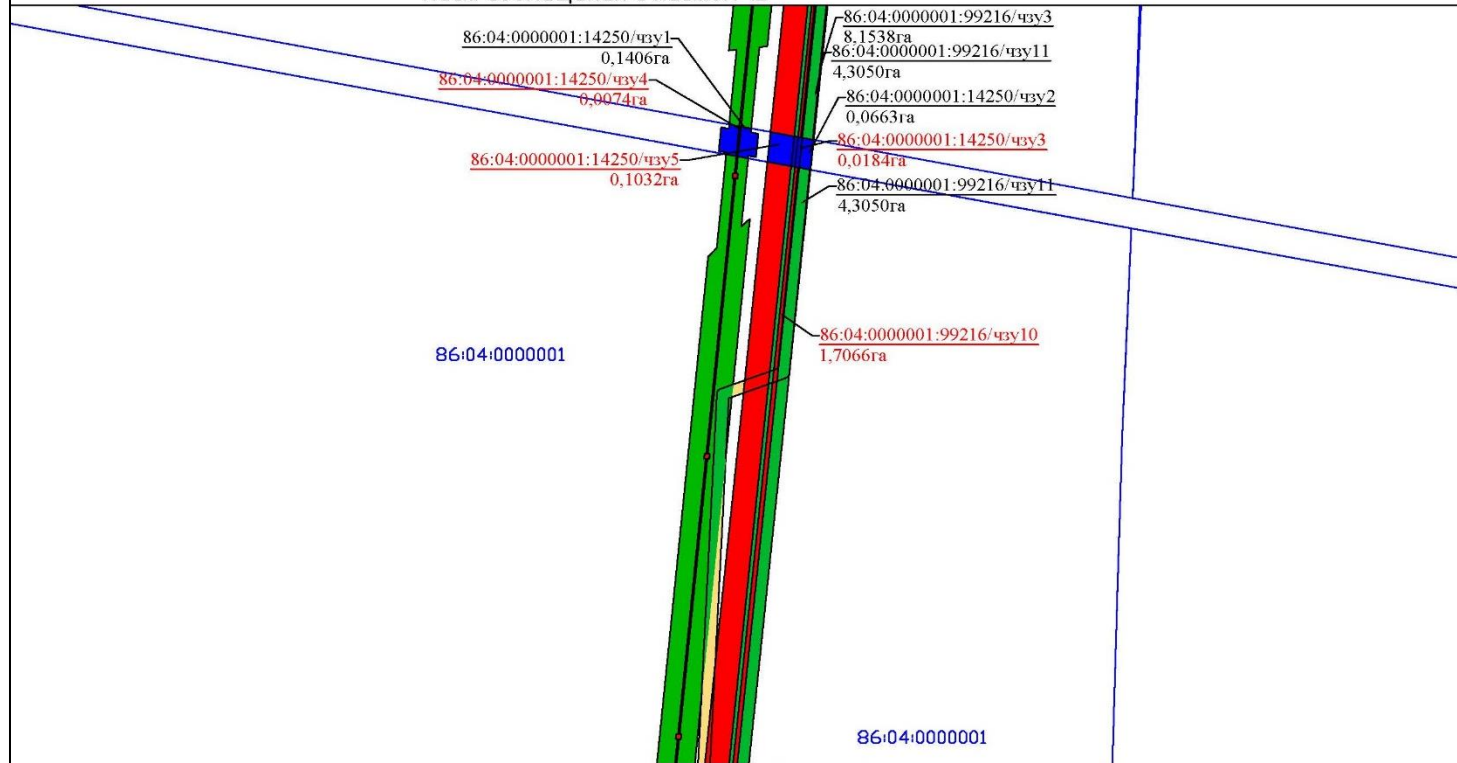 86:04:0000001:99216/чзу3
8,1538га
86:04:0000001:14250/чзу1
0,1406га
86:04:0000001:99216/чзу11
4,3050га
86:04:0000001:14250/чзу4
0,0074га
86:04:0000001:14250/чзу2
0,0663га
86:04:0000001:14250/чзу3
0,0184га
86:04:0000001:14250/чзу5
0,1032га
86:04:0000001:99216/чзу11
4,3050га
86:04:0000001:99216/чзу10
1,7066га
86:04:0000001
86:04:0000001